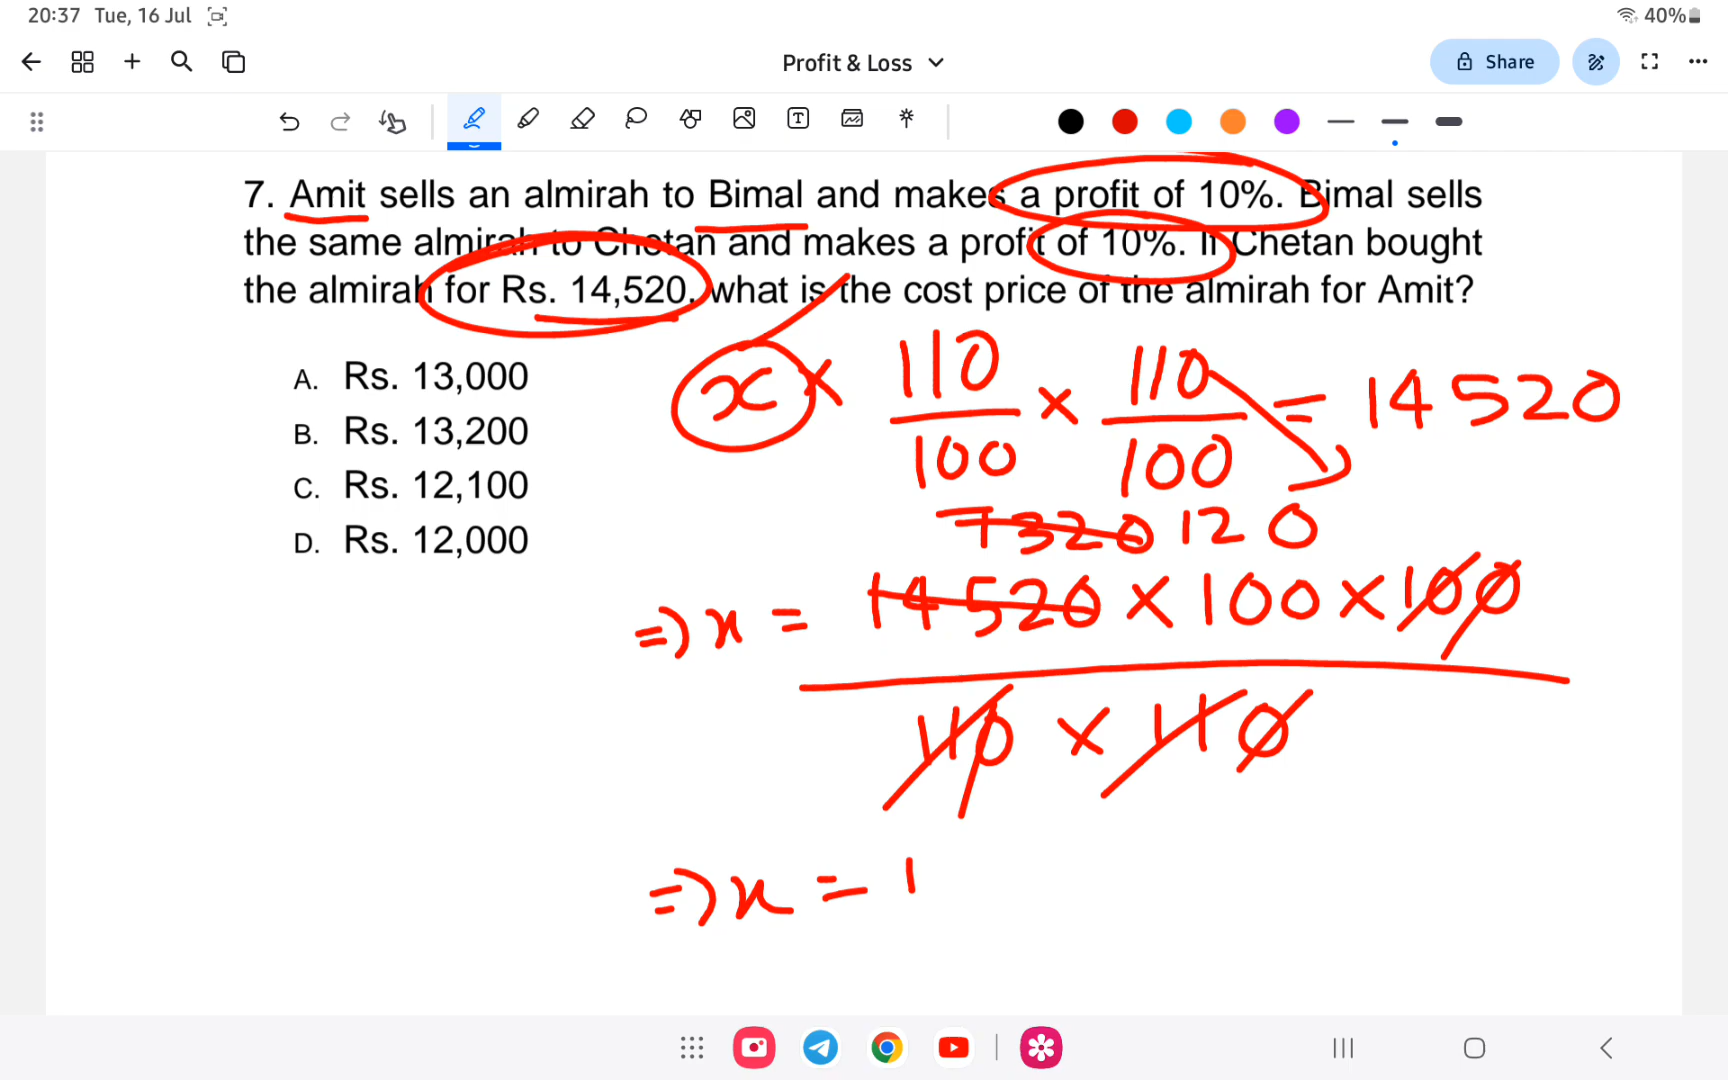 20:37 Tue, 16 Jul 40%
Profit & Loss Share
7. Amit sells an almirah to Bimal and makes a profit of 10%. Bimal sells
the same almirah to Chetan and makes a profit of 10%. If Chetan bought
the almirah for Rs. 14,520, what is the cost price of the almirah for Amit?
A. Rs. 13,000
B. Rs. 13,200
C. Rs. 12,100
D. Rs. 12,000
x × 110/100 × 110/100 = 14520
7320 120
⇒ x = 14520 × 100 × 100
110 × 110
⇒ x = 1